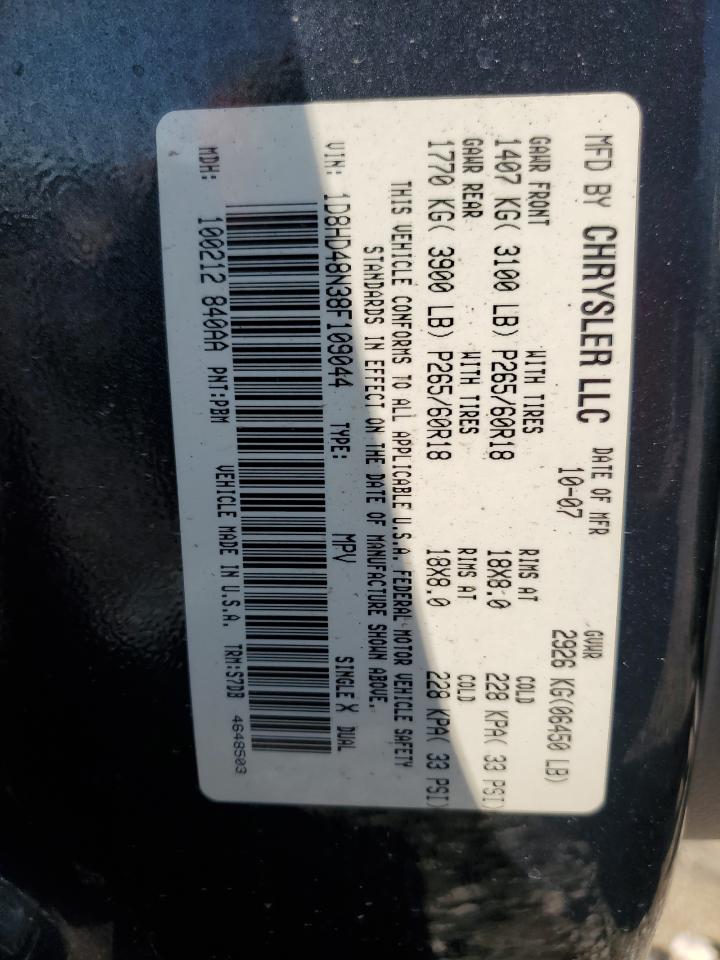 MFD BY CHRYSLER LLC DATE OF MFR GVWR
10-07 2926 KG(06450 LB)
GAWR FRONT WITH TIRES RIMS AT COLD
1407 KG( 3100 LB) P265/60R18 18X8.0 228 KPA( 33 PSI)
GAWR REAR WITH TIRES RIMS AT COLD
1770 KG( 3900 LB) P265/60R18 18X8.0 228 KPA( 33 PSI)
THIS VEHICLE CONFORMS TO ALL APPLICABLE U.S.A. FEDERAL MOTOR VEHICLE SAFETY
STANDARDS IN EFFECT ON THE DATE OF MANUFACTURE SHOWN ABOVE.
VIN: 1D8HD48N38F109044 TYPE: MPV SINGLE X DUAL
MDH: 100212 840AA PNT:PBM VEHICLE MADE IN U.S.A. TRM:S7DB 4648503